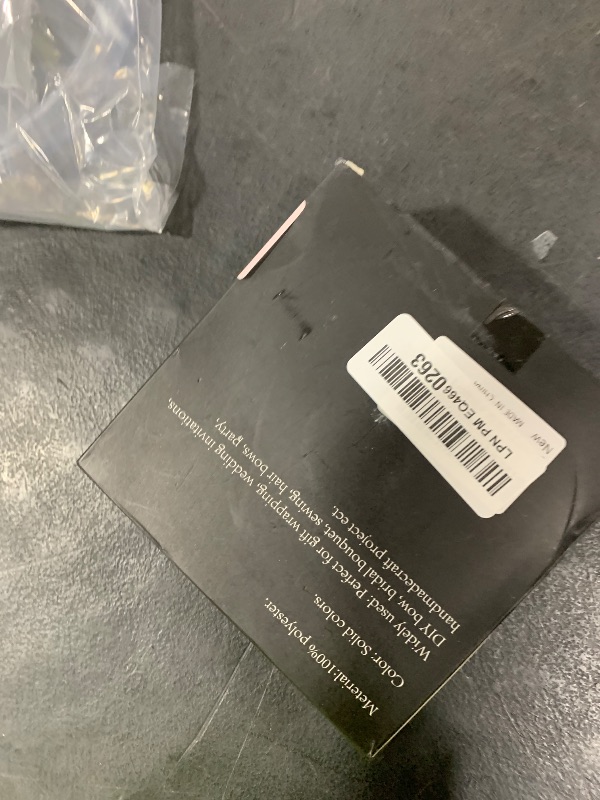 Meterial:100% polyester.
Color: Solid colors.
Widely used: Perfect for gift wrapping, wedding invitations,
DIY bow, bridal bouquet, sewing, hair bows, party,
handmadecraft project ect.
LPN PM EQ4660263
New
MADE IN CHINA